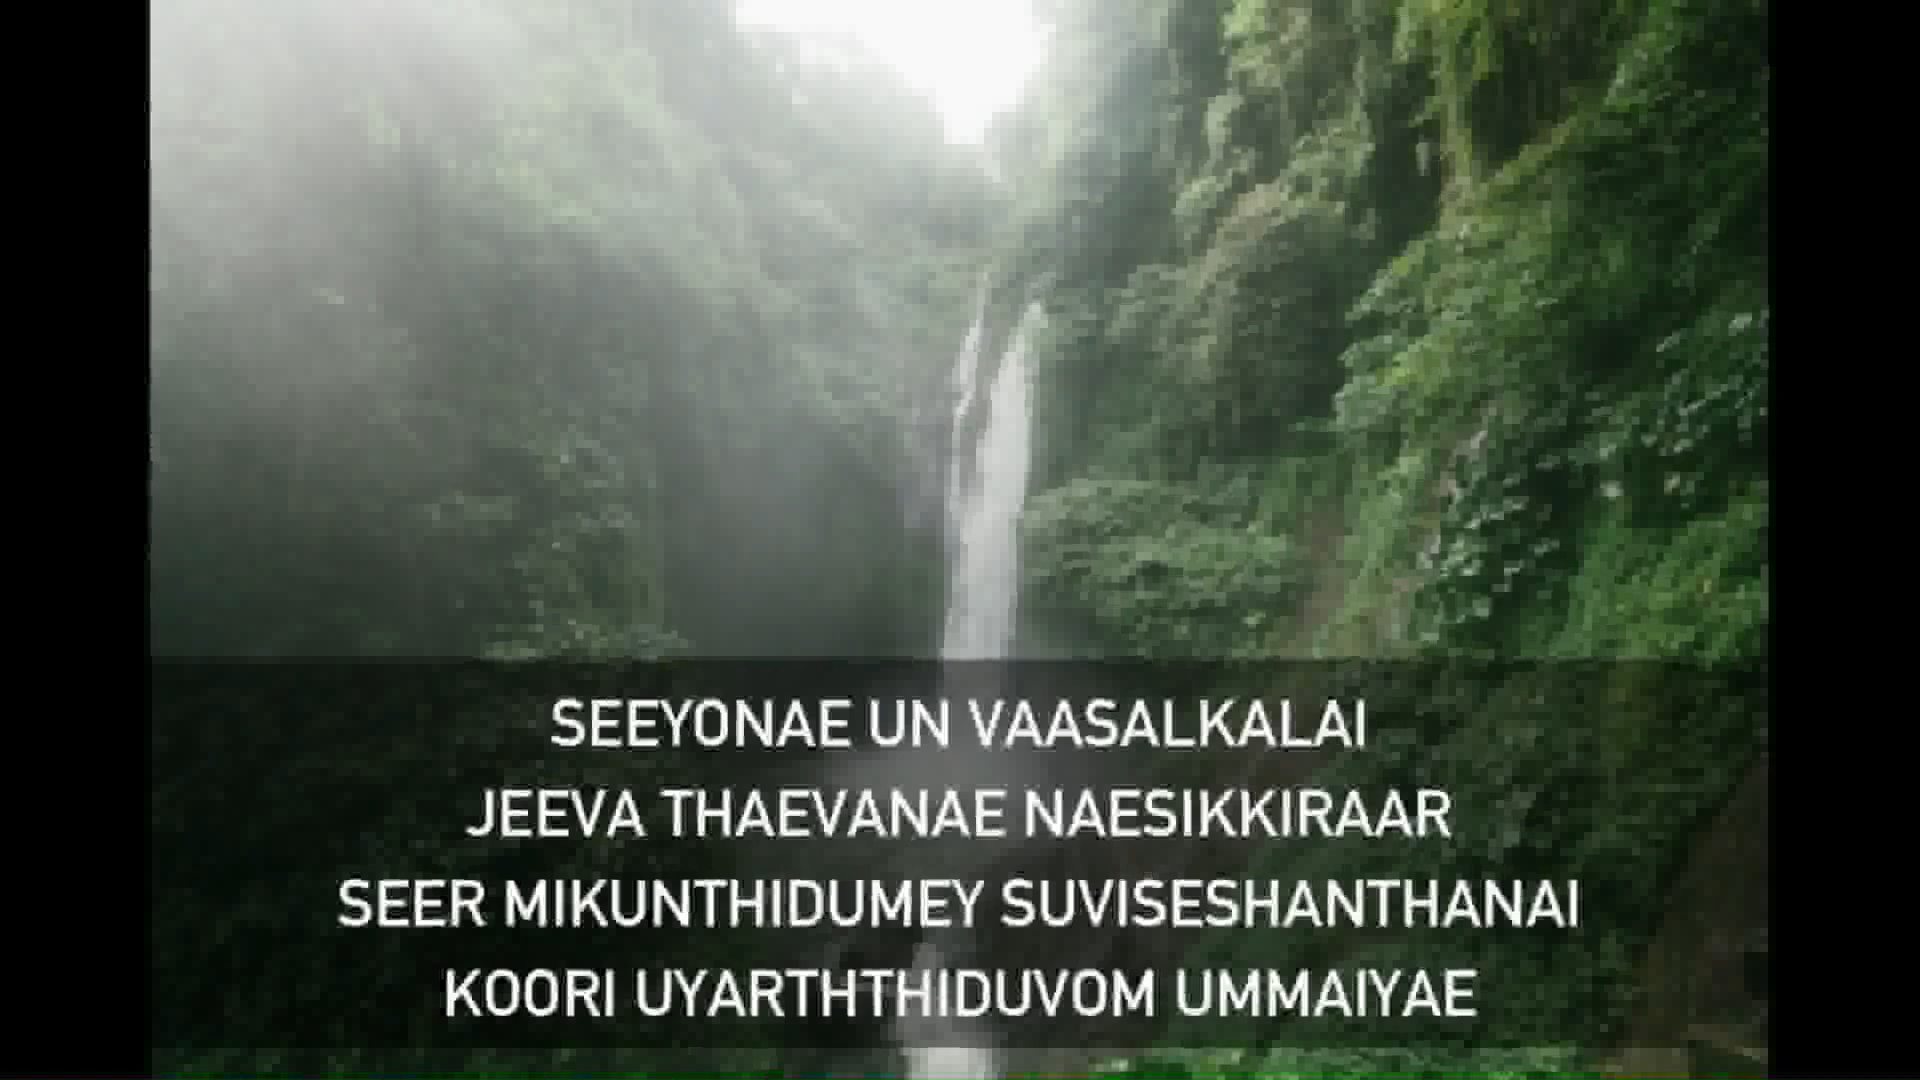 SEEYONAE UN VAASALKALAI
JEEVA THAEVANAE NAESIKKIRAAR
SEER MIKUNTHIDUMEY SUVISESHANTHANAI
KOORI UYARTHTHIDUVOM UMMAIYAE